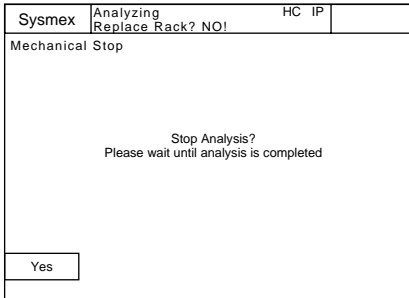 Sysmex
Analyzing HC IP
Replace Rack? NO!
Mechanical Stop
Stop Analysis?
Please wait until analysis is completed
Yes